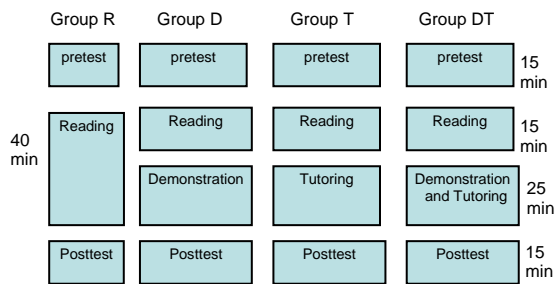 Group R Group D Group T Group DT
pretest pretest pretest pretest 15 min
40 min
Reading Reading Reading Reading 15 min
Demonstration Tutoring Demonstration and Tutoring 25 min
Posttest Posttest Posttest Posttest 15 min